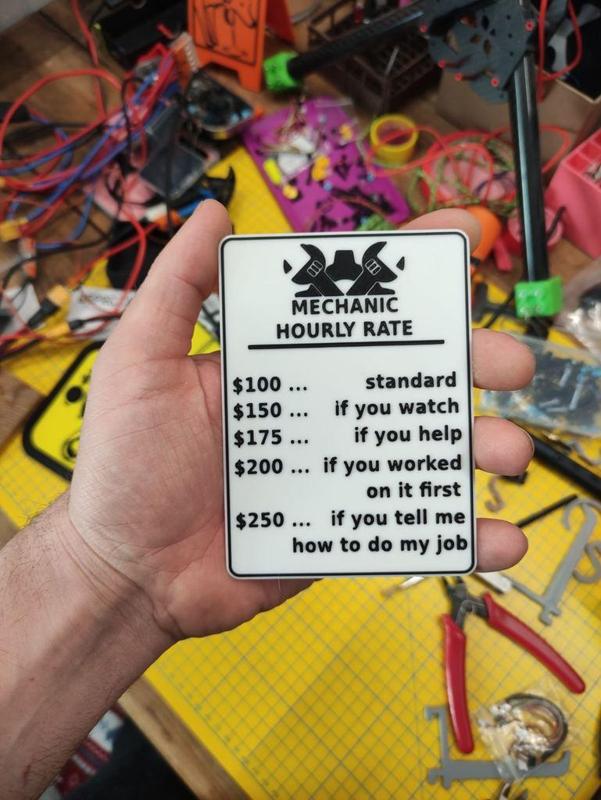 MECHANIC
HOURLY RATE
$100 ... standard
$150 ... if you watch
$175 ... if you help
$200 ... if you worked
on it first
$250 ... if you tell me
how to do my job